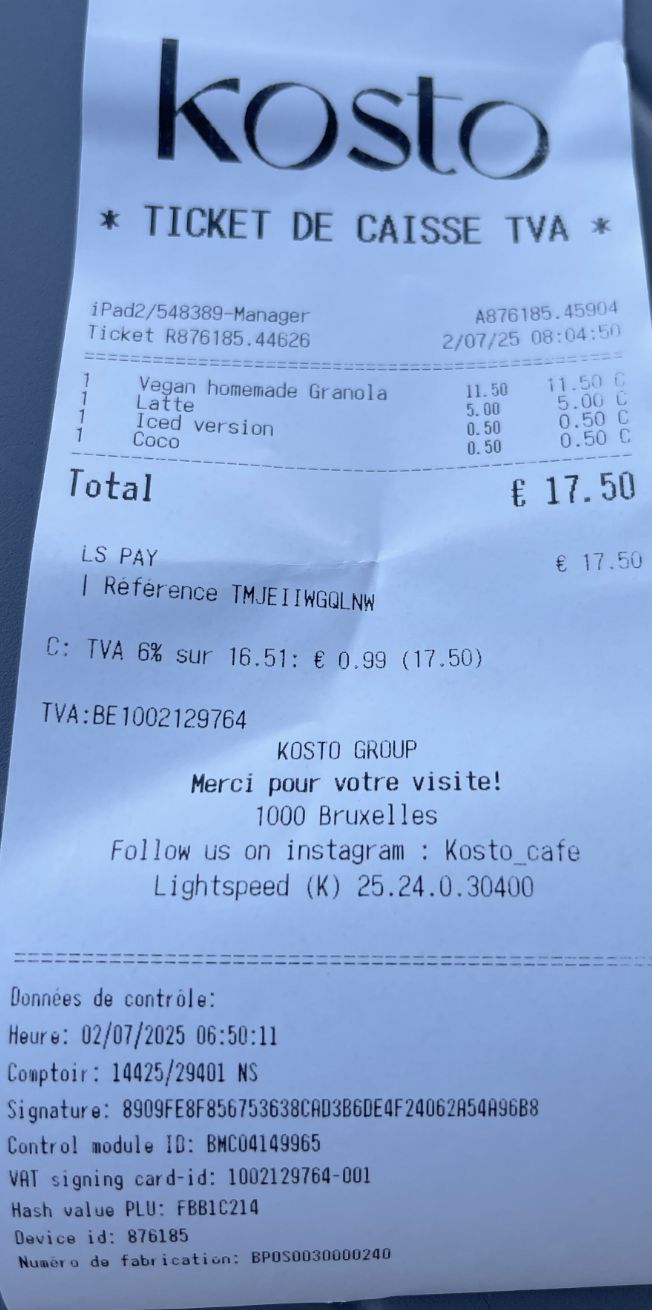 kosto
* TICKET DE CAISSE TVA *
iPad2/548389-Manager A876185.45904
Ticket R876185.44626 2/07/25 08:04:50
1 Vegan homemade Granola 11.50 11.50 C
1 Latte 5.00 5.00 C
1 Iced version 0.50 0.50 C
1 Coco 0.50 0.50 C
Total € 17.50
LS PAY € 17.50
| Référence TMJEIIWGQLNW
C: TVA 6% sur 16.51: € 0.99 (17.50)
TVA:BE1002129764
KOSTO GROUP
Merci pour votre visite!
1000 Bruxelles
Follow us on instagram : Kosto_cafe
Lightspeed (K) 25.24.0.30400
Données de contrôle:
Heure: 02/07/2025 06:50:11
Comptoir: 14425/29401 NS
Signature: 8909FE8F856753638CAD3B6DE4F24062A54A96B8
Control module ID: BMC04149965
VAT signing card-id: 1002129764-001
Hash value PLU: FBB1C214
Device id: 876185
Numéro de fabrication: BPOS0030000240